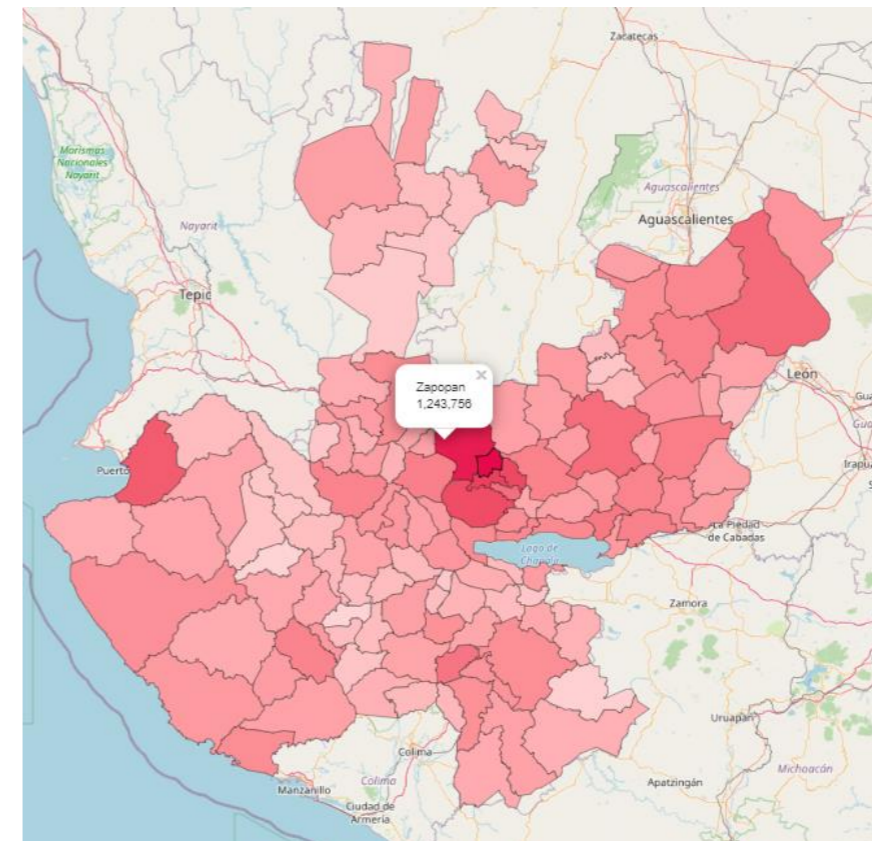 Zacatecas
Marismas
Nacionales
Nayarit
Aguascalientes
Nayarit
Aguascalientes
Tepic
León
Zapopan
1,243,756
Puerto
Irapua
La Piedad
de Cabadas
Lago de
Chapala
Zamora
Uruapan
Colima
Apatzingán
Michoacán
Manzanillo
Colima
Ciudad de
Armería